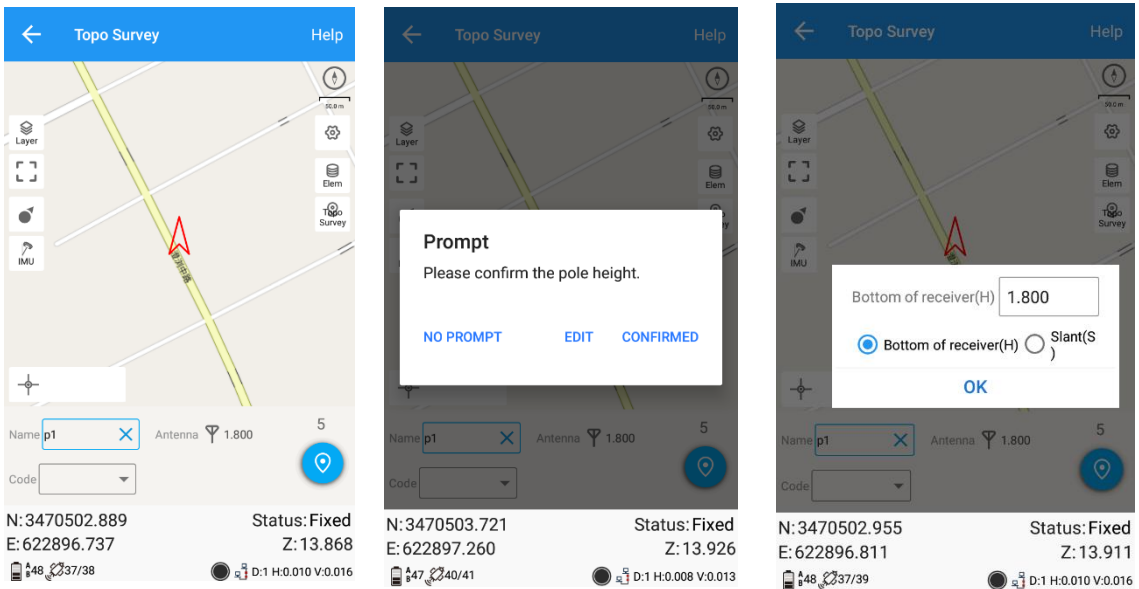 Topo Survey Help
50.0 m
Layer
Elem
Topo
Survey
IMU
Name p1 Antenna 1.800 5
Code
N:3470502.889 Status:Fixed
E:622896.737 Z:13.868
A B 48 37/38 D:1 H:0.010 V:0.016
Topo Survey Help
50.0 m
Layer
Elem
Prompt
Please confirm the pole height.
NO PROMPT EDIT CONFIRMED
Name p1 Antenna 1.800 5
Code
N:3470503.721 Status:Fixed
E:622897.260 Z:13.926
A B 47 40/41 D:1 H:0.008 V:0.013
Topo Survey Help
50.0 m
Layer
Elem
Topo
Survey
IMU
Bottom of receiver(H) 1.800
Bottom of receiver(H) Slant(S
)
OK
Name p1 Antenna 1.800 5
Code
N:3470502.955 Status:Fixed
E:622896.811 Z:13.911
A B 48 37/39 D:1 H:0.010 V:0.016